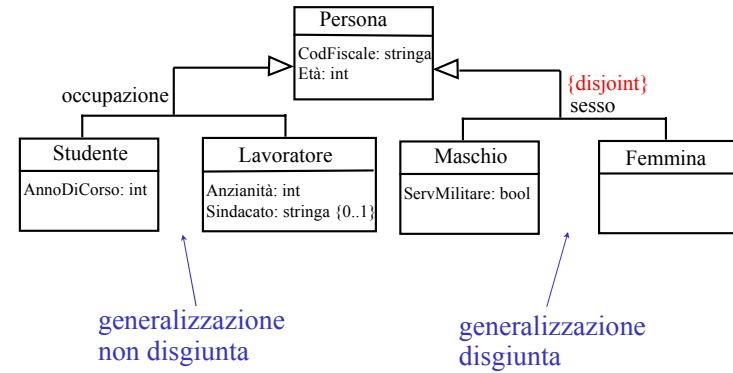 Persona
CodFiscale: stringa
Età: int
occupazione
{disjoint}
sesso
Studente
AnnoDiCorso: int
Lavoratore
Anzianità: int
Sindacato: stringa {0..1}
Maschio
ServMilitare: bool
Femmina
generalizzazione
non disgiunta
generalizzazione
disgiunta